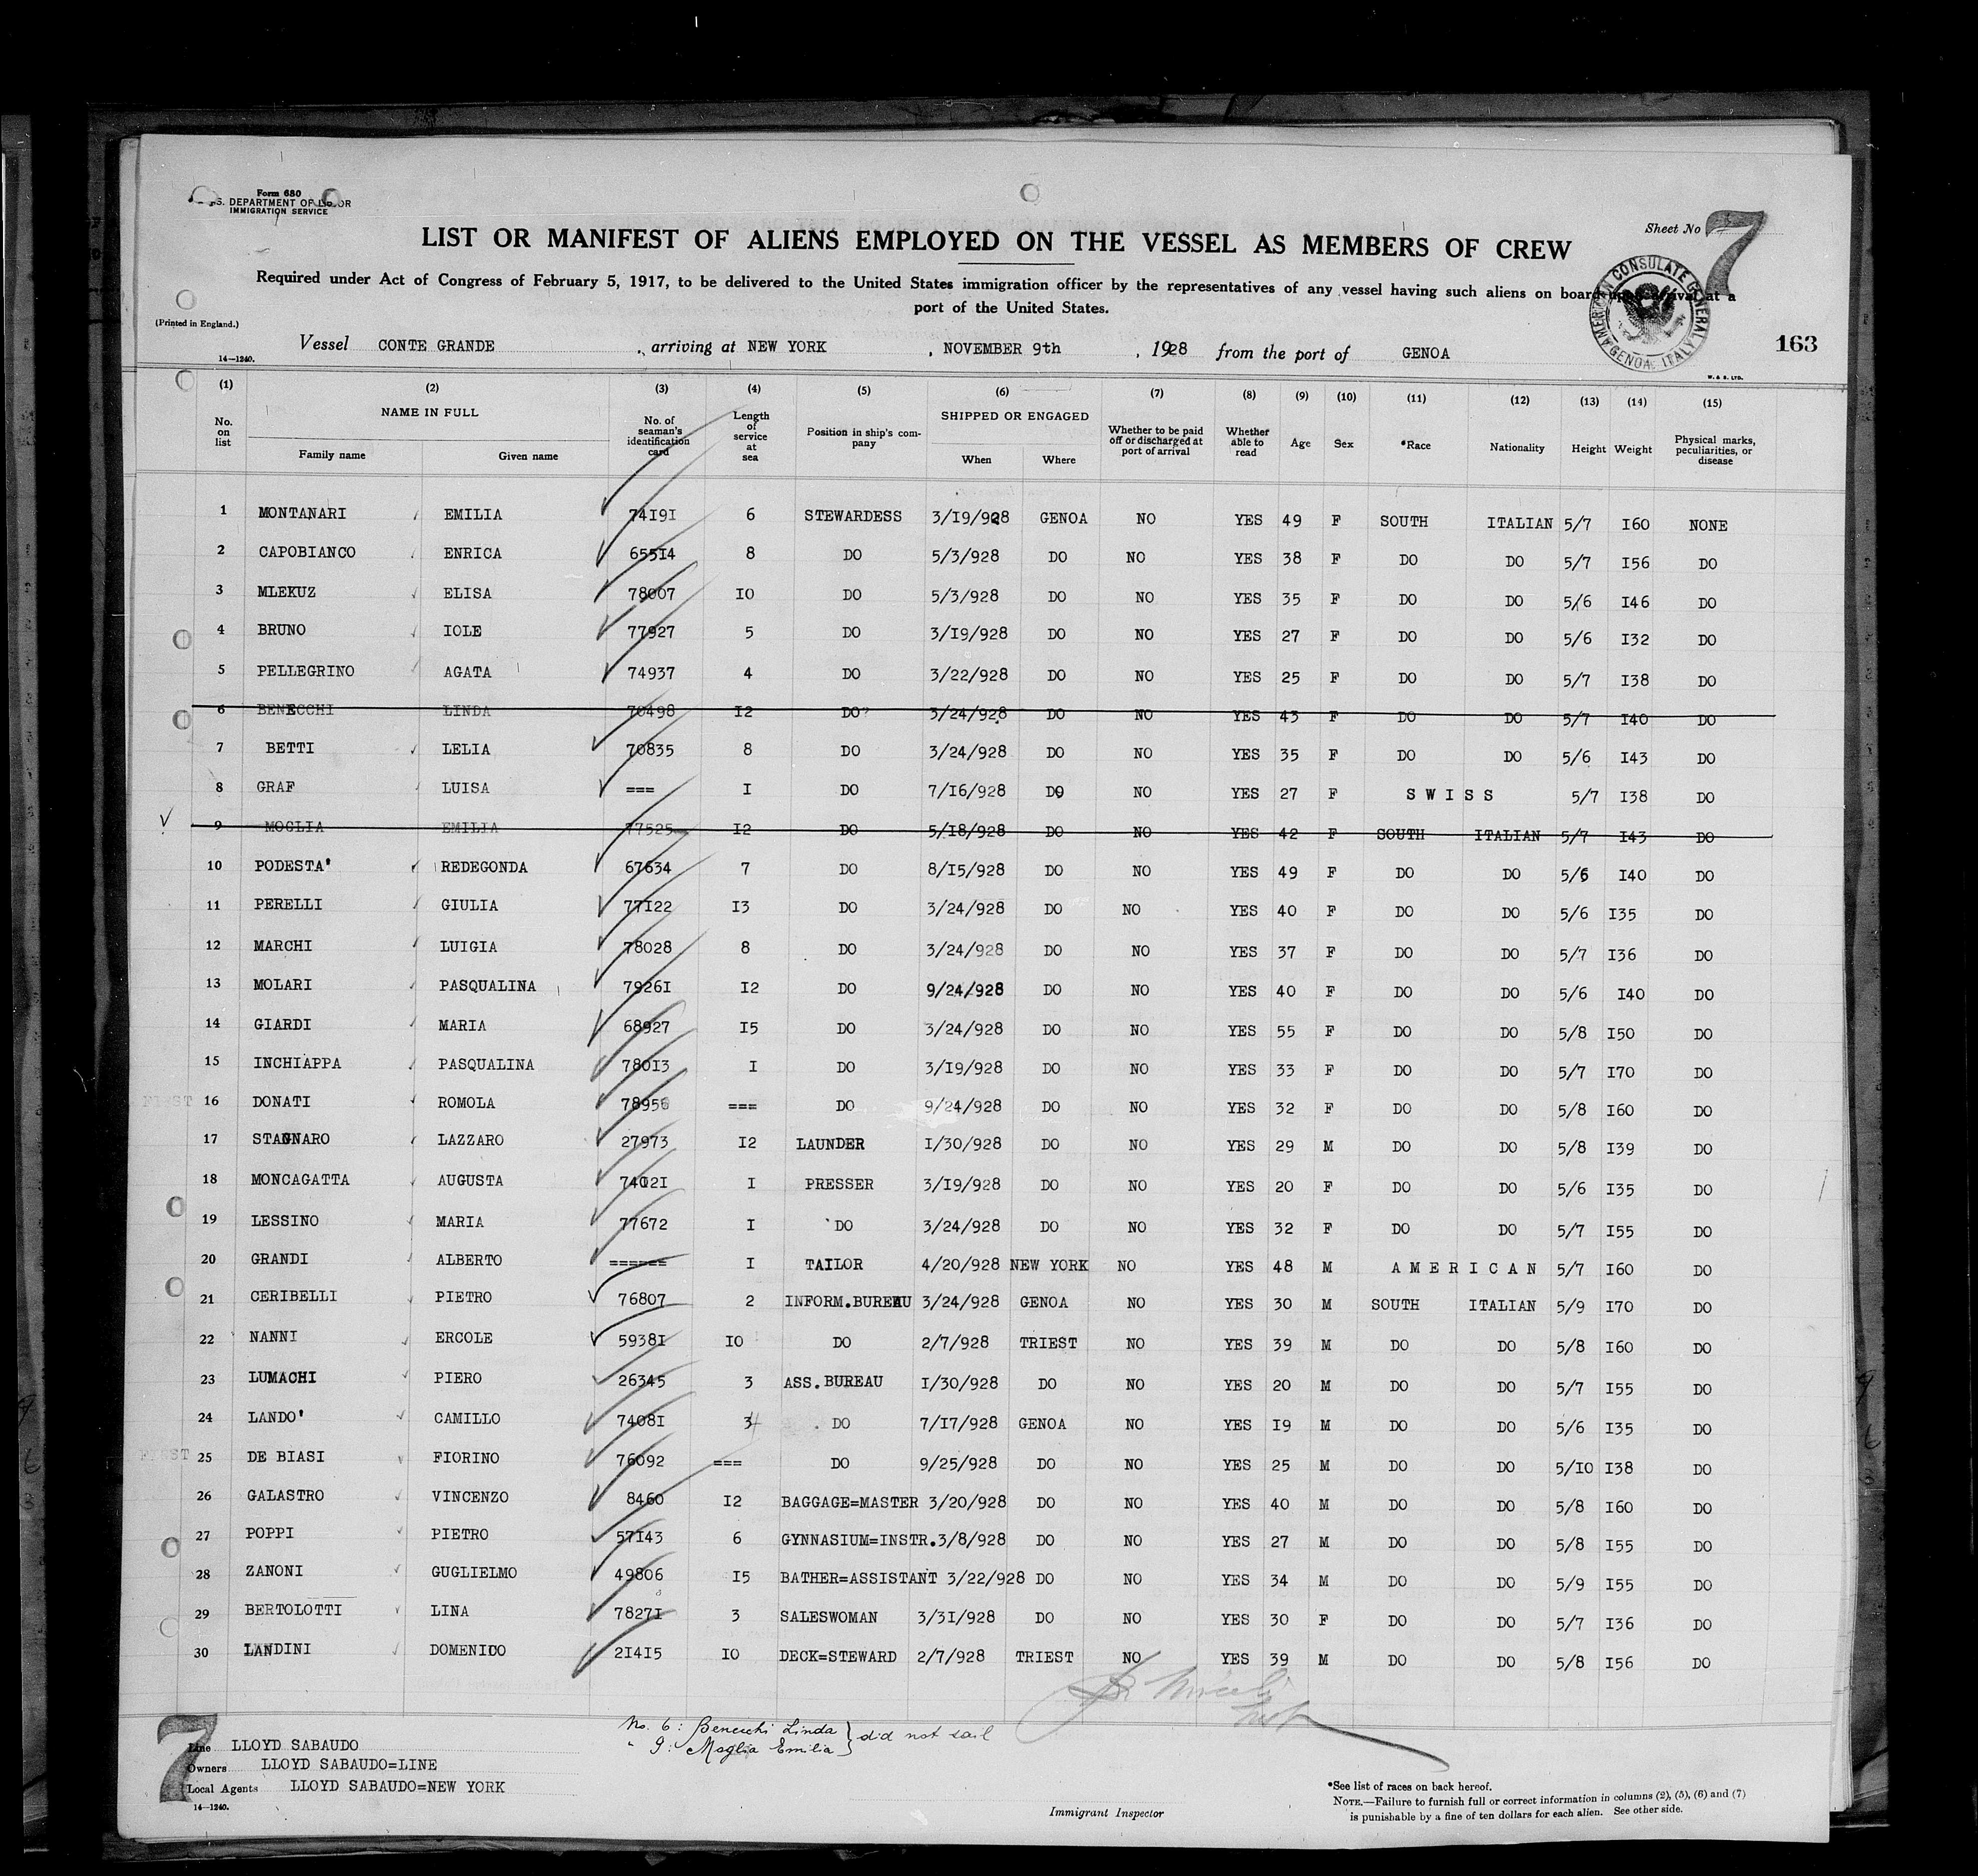 Form 680
U.S. DEPARTMENT OF LABOR
IMMIGRATION SERVICE
Sheet No 7
LIST OR MANIFEST OF ALIENS EMPLOYED ON THE VESSEL AS MEMBERS OF CREW
Required under Act of Congress of February 5, 1917, to be delivered to the United States immigration officer by the representatives of any vessel having such aliens on board upon arrival at a
port of the United States.
AMERICAN CONSULATE GENERAL GENOA ITALY
(Printed in England.)
Vessel CONTE GRANDE, arriving at NEW YORK, NOVEMBER 9th, 1928 from the port of GENOA
163
14—1240.
W. & S. LTD.
(1) (2) (3) (4) (5) (6) (7) (8) (9) (10) (11) (12) (13) (14) (15)
No. on list NAME IN FULL Family name Given name No. of seaman's identification card Length of service at sea Position in ship's company SHIPPED OR ENGAGED When Where Whether to be paid off or discharged at port of arrival Whether able to read Age Sex *Race Nationality Height Weight Physical marks, peculiarities, or disease
1 MONTANARI EMILIA 74191 6 STEWARDESS 3/19/928 GENOA NO YES 49 F SOUTH ITALIAN 5/7 160 NONE
2 CAPOBIANCO ENRICA 65514 8 DO 5/3/928 DO NO YES 38 F DO DO 5/7 156 DO
3 MLEKUZ ELISA 78007 10 DO 5/3/928 DO NO YES 35 F DO DO 5/6 146 DO
4 BRUNO IOLE 77927 5 DO 3/19/928 DO NO YES 27 F DO DO 5/6 132 DO
5 PELLEGRINO AGATA 74937 4 DO 3/22/928 DO NO YES 25 F DO DO 5/7 138 DO
6 BENECCHI LINDA 70498 12 DO 3/24/928 DO NO YES 43 F DO DO 5/7 140 DO
7 BETTI LELIA 70835 8 DO 3/24/928 DO NO YES 35 F DO DO 5/6 143 DO
8 GRAF LUISA === 1 DO 7/16/928 DO NO YES 27 F SWISS 5/7 138 DO
9 MOGLIA EMILIA 77525 12 DO 5/18/928 DO NO YES 42 F SOUTH ITALIAN 5/7 143 DO
10 PODESTA' REDEGONDA 67634 7 DO 8/15/928 DO NO YES 49 F DO DO 5/6 140 DO
11 PERELLI GIULIA 77122 13 DO 3/24/928 DO NO YES 40 F DO DO 5/6 135 DO
12 MARCHI LUIGIA 78028 8 DO 3/24/928 DO NO YES 37 F DO DO 5/7 136 DO
13 MOLARI PASQUALINA 79261 12 DO 9/24/928 DO NO YES 40 F DO DO 5/6 140 DO
14 GIARDI MARIA 68927 15 DO 3/24/928 DO NO YES 55 F DO DO 5/8 150 DO
15 INCHIAPPA PASQUALINA 78013 1 DO 3/19/928 DO NO YES 33 F DO DO 5/7 170 DO
FIRST 16 DONATI ROMOLA 78956 === DO 9/24/928 DO NO YES 32 F DO DO 5/8 160 DO
17 STAGNARO LAZZARO 27973 12 LAUNDER 1/30/928 DO NO YES 29 M DO DO 5/8 139 DO
18 MONCAGATTA AUGUSTA 74021 1 PRESSER 3/19/928 DO NO YES 20 F DO DO 5/6 135 DO
19 LESSINO MARIA 77672 1 DO 3/24/928 DO NO YES 32 F DO DO 5/7 155 DO
20 GRANDI ALBERTO ====== 1 TAILOR 4/20/928 NEW YORK NO YES 48 M AMERICAN 5/7 160 DO
21 CERIBELLI PIETRO 76807 2 INFORM.BUREAU 3/24/928 GENOA NO YES 30 M SOUTH ITALIAN 5/9 170 DO
22 NANNI ERCOLE 59381 10 DO 2/7/928 TRIEST NO YES 39 M DO DO 5/8 160 DO
23 LUMACHI PIERO 26345 3 ASS.BUREAU 1/30/928 DO NO YES 20 M DO DO 5/7 155 DO
24 LANDO' CAMILLO 74081 3 DO 7/17/928 GENOA NO YES 19 M DO DO 5/6 135 DO
FIRST 25 DE BIASI FIORINO 76092 === DO 9/25/928 DO NO YES 25 M DO DO 5/10 138 DO
26 GALASTRO VINCENZO 8460 12 BAGGAGE=MASTER 3/20/928 DO NO YES 40 M DO DO 5/8 160 DO
27 POPPI PIETRO 57143 6 GYNNASIUM=INSTR. 3/8/928 DO NO YES 27 M DO DO 5/8 155 DO
28 ZANONI GUGLIELMO 49806 15 BATHER=ASSISTANT 3/22/928 DO NO YES 34 M DO DO 5/9 155 DO
29 BERTOLOTTI LINA 78271 3 SALESWOMAN 3/31/928 DO NO YES 30 F DO DO 5/7 136 DO
30 LANDINI DOMENICO 21415 10 DECK=STEWARD 2/7/928 TRIEST NO YES 39 M DO DO 5/8 156 DO
No. 6: Benecchi Linda } did not sail
" 9: Moglia Emilia }
7
Line LLOYD SABAUDO
Owners LLOYD SABAUDO=LINE
Local Agents LLOYD SABAUDO=NEW YORK
14—1240.
Immigrant Inspector
*See list of races on back hereof.
NOTE.—Failure to furnish full or correct information in columns (2), (5), (6) and (7)
is punishable by a fine of ten dollars for each alien. See other side.